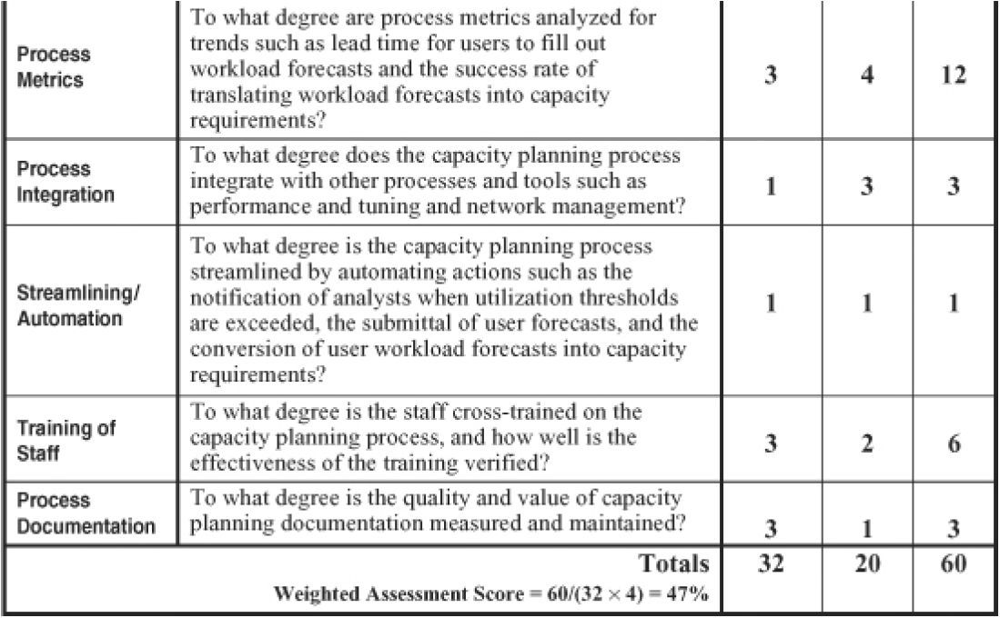 Process
Metrics
To what degree are process metrics analyzed for
trends such as lead time for users to fill out
workload forecasts and the success rate of
translating workload forecasts into capacity
requirements?
3 4 12
Process
Integration
To what degree does the capacity planning process
integrate with other processes and tools such as
performance and tuning and network management?
1 3 3
Streamlining/
Automation
To what degree is the capacity planning process
streamlined by automating actions such as the
notification of analysts when utilization thresholds
are exceeded, the submittal of user forecasts, and the
conversion of user workload forecasts into capacity
requirements?
1 1 1
Training of
Staff
To what degree is the staff cross-trained on the
capacity planning process, and how well is the
effectiveness of the training verified?
3 2 6
Process
Documentation
To what degree is the quality and value of capacity
planning documentation measured and maintained?
3 1 3
Totals 32 20 60
Weighted Assessment Score = 60/(32 × 4) = 47%